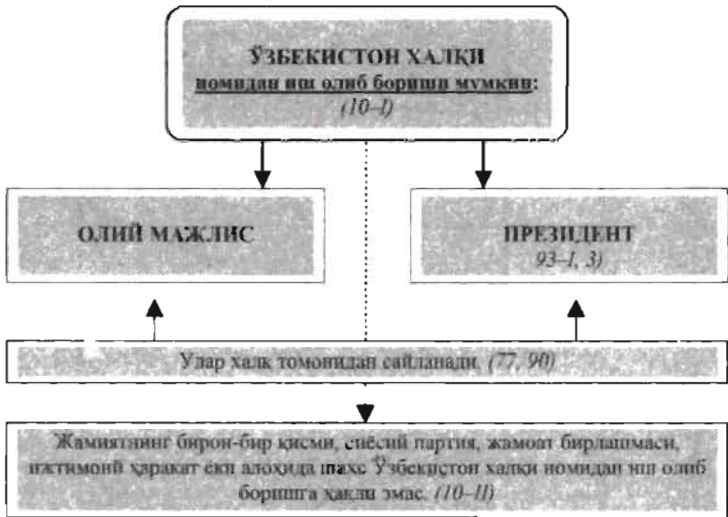 ЎЗБЕКИСТОН ХАЛҚИ
номидан иш олиб бориши мумкин:
(10–I)
ОЛИЙ МАЖЛИС
ПРЕЗИДЕНТ
93–I, 3)
Улар халқ томонидан сайланади. (77, 90)
Жамиятнинг бирон-бир қисми, сиёсий партия, жамоат бирлашмаси,
ижтимоий ҳаракат ёки алоҳида шахс Ўзбекистон халқи номидан иш олиб
боришга ҳақли эмас. (10–II)